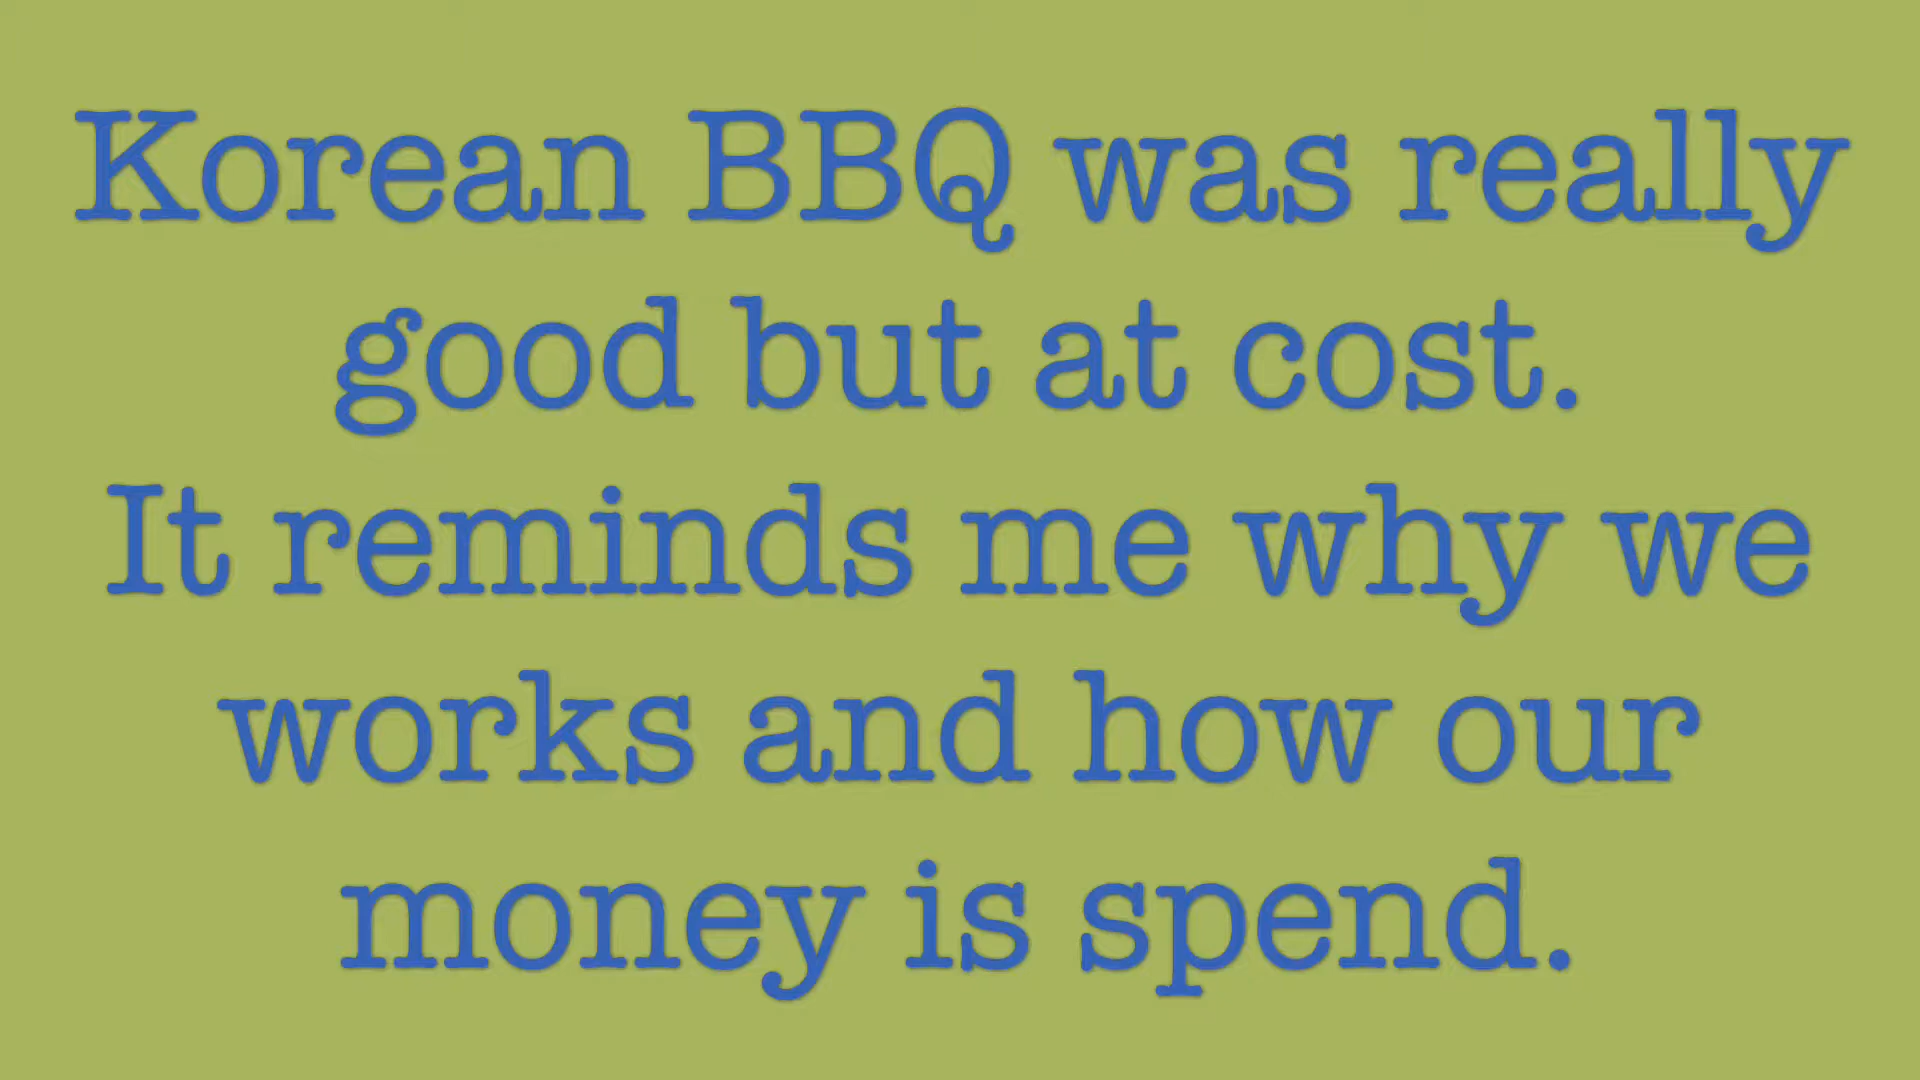 Korean BBQ was really
good but at cost.
It reminds me why we
works and how our
money is spend.